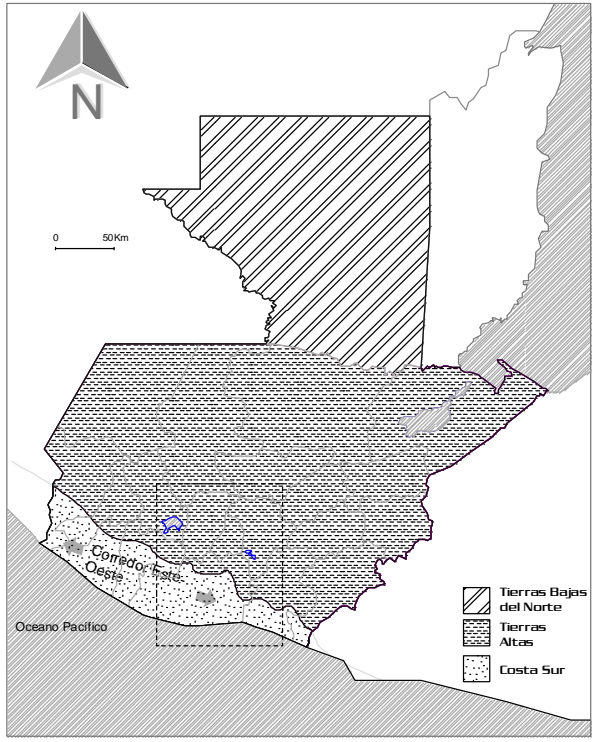 N
0 50Km
Corredor Este-
Oeste
Oceano Pacífico
Tierras Bajas
del Norte
Tierras
Altas
Costa Sur